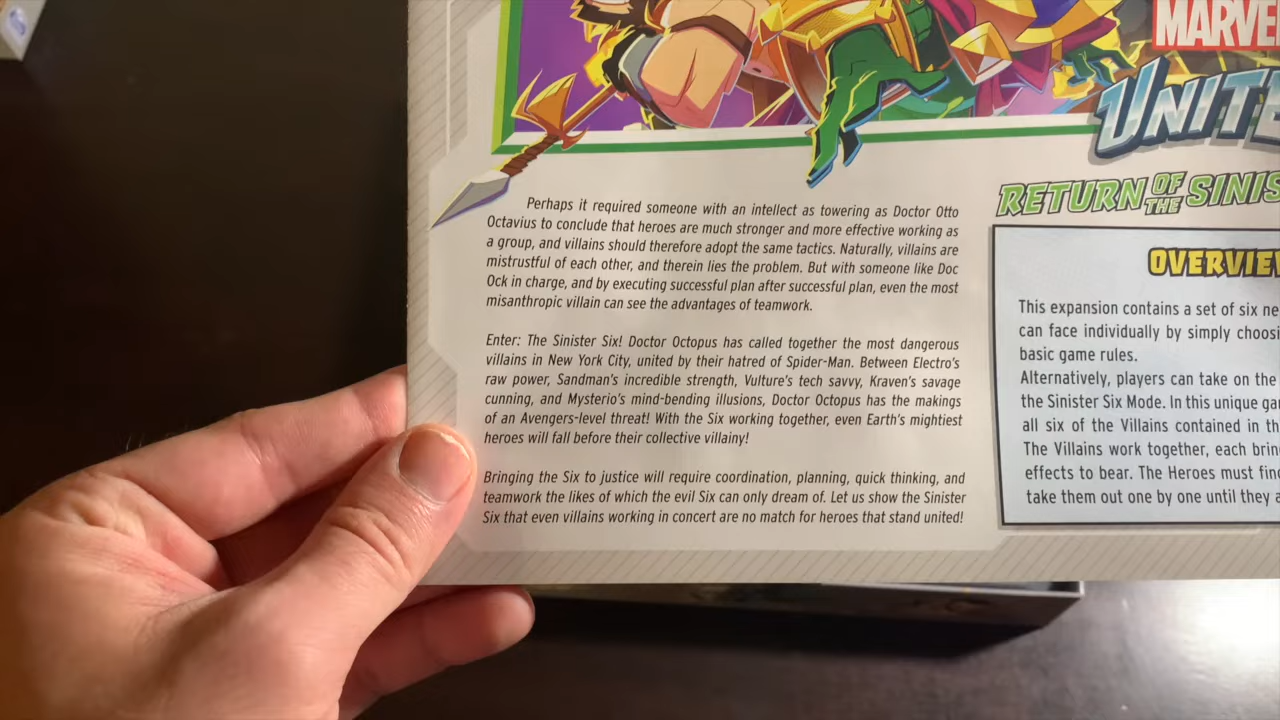 MARVE
UNITE
RETURN OF THE SINIS
Perhaps it required someone with an intellect as towering as Doctor Otto
Octavius to conclude that heroes are much stronger and more effective working as
a group, and villains should therefore adopt the same tactics. Naturally, villains are
mistrustful of each other, and therein lies the problem. But with someone like Doc
Ock in charge, and by executing successful plan after successful plan, even the most
misanthropic villain can see the advantages of teamwork.
Enter: The Sinister Six! Doctor Octopus has called together the most dangerous
villains in New York City, united by their hatred of Spider-Man. Between Electro's
raw power, Sandman's incredible strength, Vulture's tech savvy, Kraven's savage
cunning, and Mysterio's mind-bending illusions, Doctor Octopus has the makings
of an Avengers-level threat! With the Six working together, even Earth's mightiest
heroes will fall before their collective villainy!
Bringing the Six to justice will require coordination, planning, quick thinking, and
teamwork the likes of which the evil Six can only dream of. Let us show the Sinister
Six that even villains working in concert are no match for heroes that stand united!
OVERVIE
This expansion contains a set of six ne
can face individually by simply choosi
basic game rules.
Alternatively, players can take on the
the Sinister Six Mode. In this unique ga
all six of the Villains contained in th
The Villains work together, each brin
effects to bear. The Heroes must fin
take them out one by one until they a